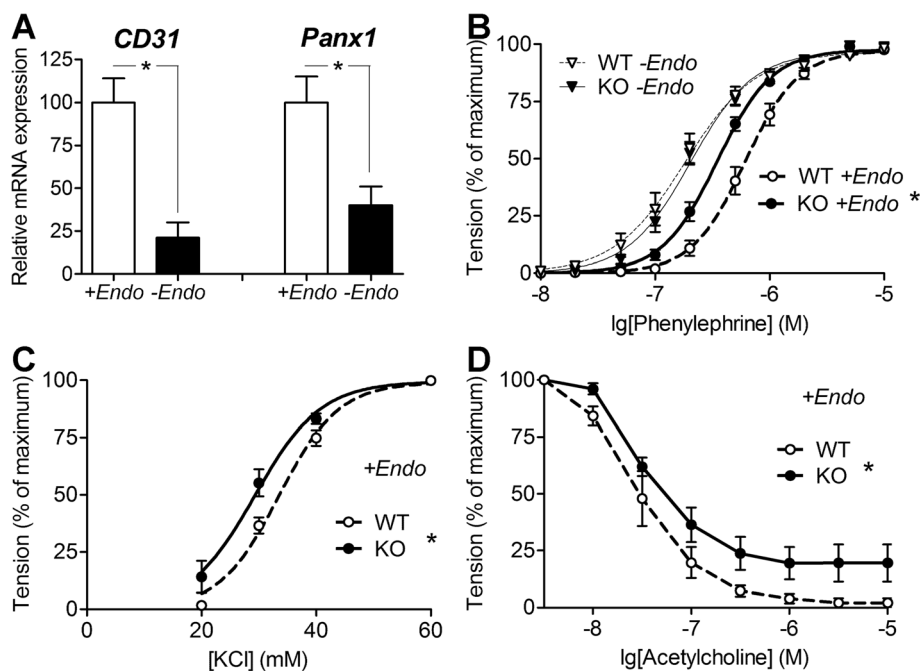 A
CD31
Panx1
*
*
Relative mRNA expression
125
100
75
50
25
0
+Endo -Endo
+Endo -Endo
B
WT -Endo
KO -Endo
WT +Endo
KO +Endo *
Tension (% of maximum)
100
75
50
25
0
-8
-7
-6
-5
lg[Phenylephrine] (M)
C
Tension (% of maximum)
100
75
50
25
0
+Endo
WT
KO *
0
20
40
60
[KCl] (mM)
D
Tension (% of maximum)
100
75
50
25
0
+Endo
WT
KO *
-8
-7
-6
-5
lg[Acetylcholine] (M)